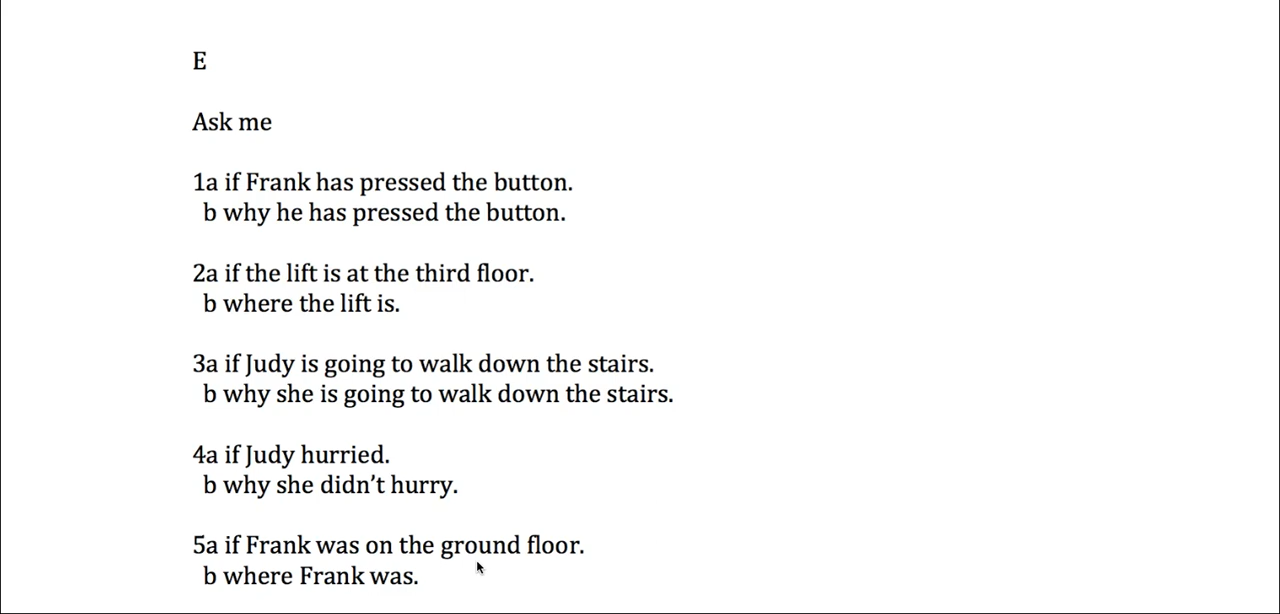 E
Ask me
1a if Frank has pressed the button.
b why he has pressed the button.
2a if the lift is at the third floor.
b where the lift is.
3a if Judy is going to walk down the stairs.
b why she is going to walk down the stairs.
4a if Judy hurried.
b why she didn’t hurry.
5a if Frank was on the ground floor.
b where Frank was.